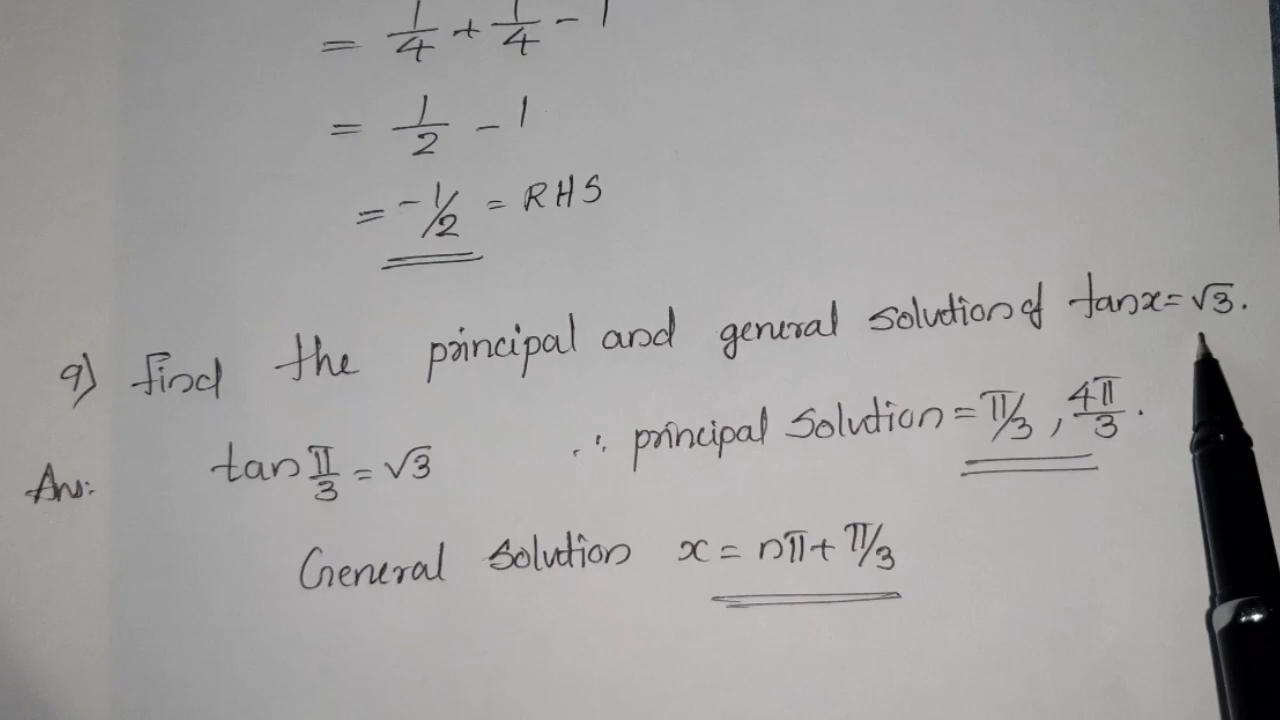 = 1/4 + 1/4 - 1
= 1/2 - 1
= -1/2 = RHS
9) find the principal and general solution of tanx = √3.
Ans: tan π/3 = √3 ∴ principal solution = π/3, 4π/3.
General solution x = nπ + π/3